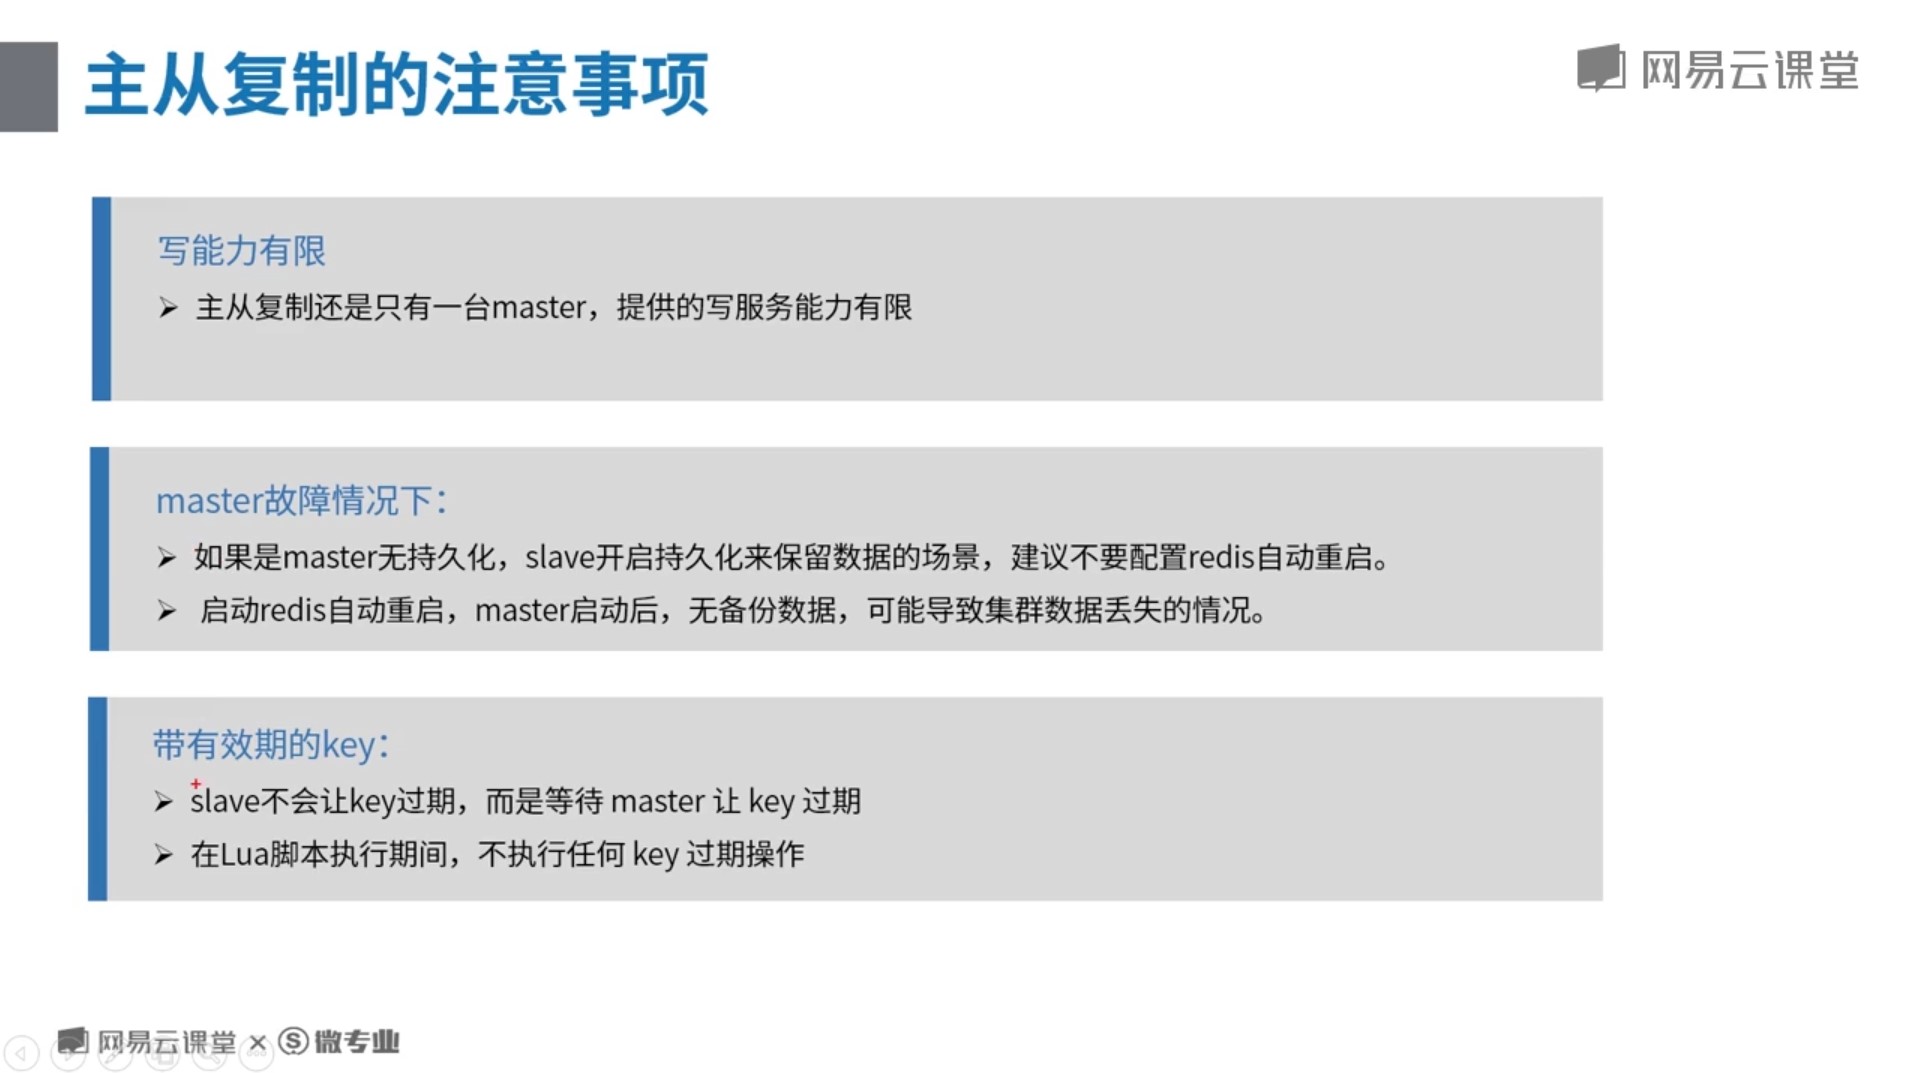 主从复制的注意事项
网易云课堂
写能力有限
主从复制还是只有一台master，提供的写服务能力有限
master故障情况下：
如果是master无持久化，slave开启持久化来保留数据的场景，建议不要配置redis自动重启。
启动redis自动重启，master启动后，无备份数据，可能导致集群数据丢失的情况。
带有效期的key：
slave不会让key过期，而是等待 master 让 key 过期
在Lua脚本执行期间，不执行任何 key 过期操作
网易云课堂 × 微专业